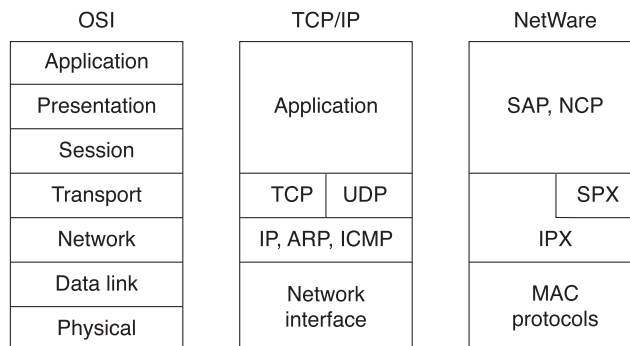 OSI
Application
Presentation
Session
Transport
Network
Data link
Physical
TCP/IP
Application
TCP
UDP
IP, ARP, ICMP
Network
interface
NetWare
SAP, NCP
SPX
IPX
MAC
protocols